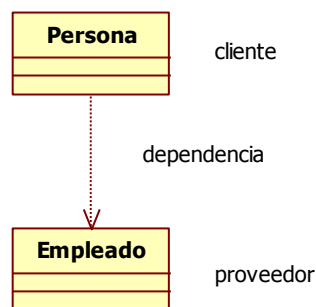 Persona
cliente
dependencia
Empleado
proveedor